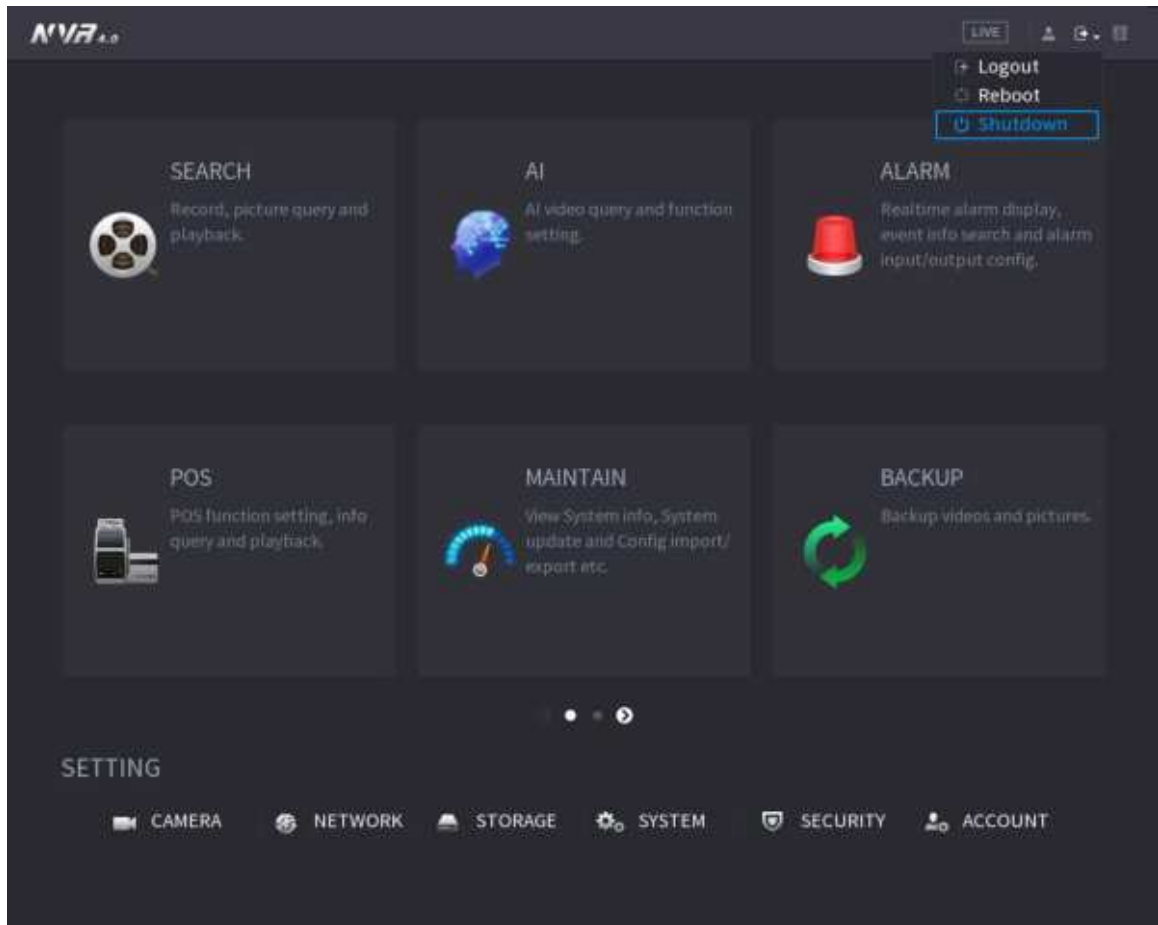 NVR 4.0
LIVE
Logout
Reboot
Shutdown
SEARCH
Record, picture query and
playback.
AI
AI video query and function
setting.
ALARM
Realtime alarm display,
event info search and alarm
input/output config.
POS
POS function setting, info
query and playback.
MAINTAIN
View System info, System
update and Config import/
export etc.
BACKUP
Backup videos and pictures.
SETTING
CAMERA
NETWORK
STORAGE
SYSTEM
SECURITY
ACCOUNT